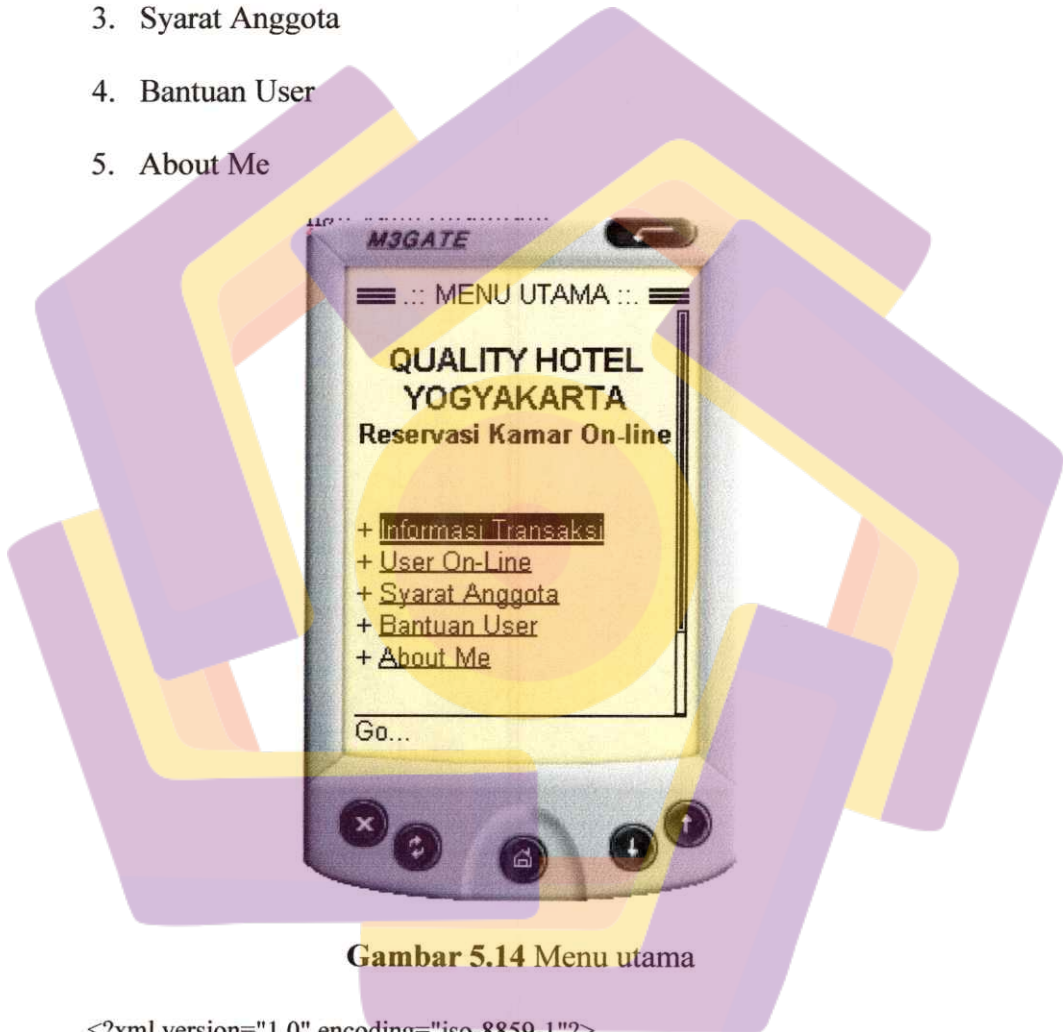 3. Syarat Anggota
4. Bantuan User
5. About Me
M3GATE
.:: MENU UTAMA ::.
QUALITY HOTEL
YOGYAKARTA
Reservasi Kamar On-line
+ Informasi Transaksi
+ User On-Line
+ Syarat Anggota
+ Bantuan User
+ About Me
Go...
Gambar 5.14 Menu utama
<?xml version="1.0" encoding="iso-8859-1"?>